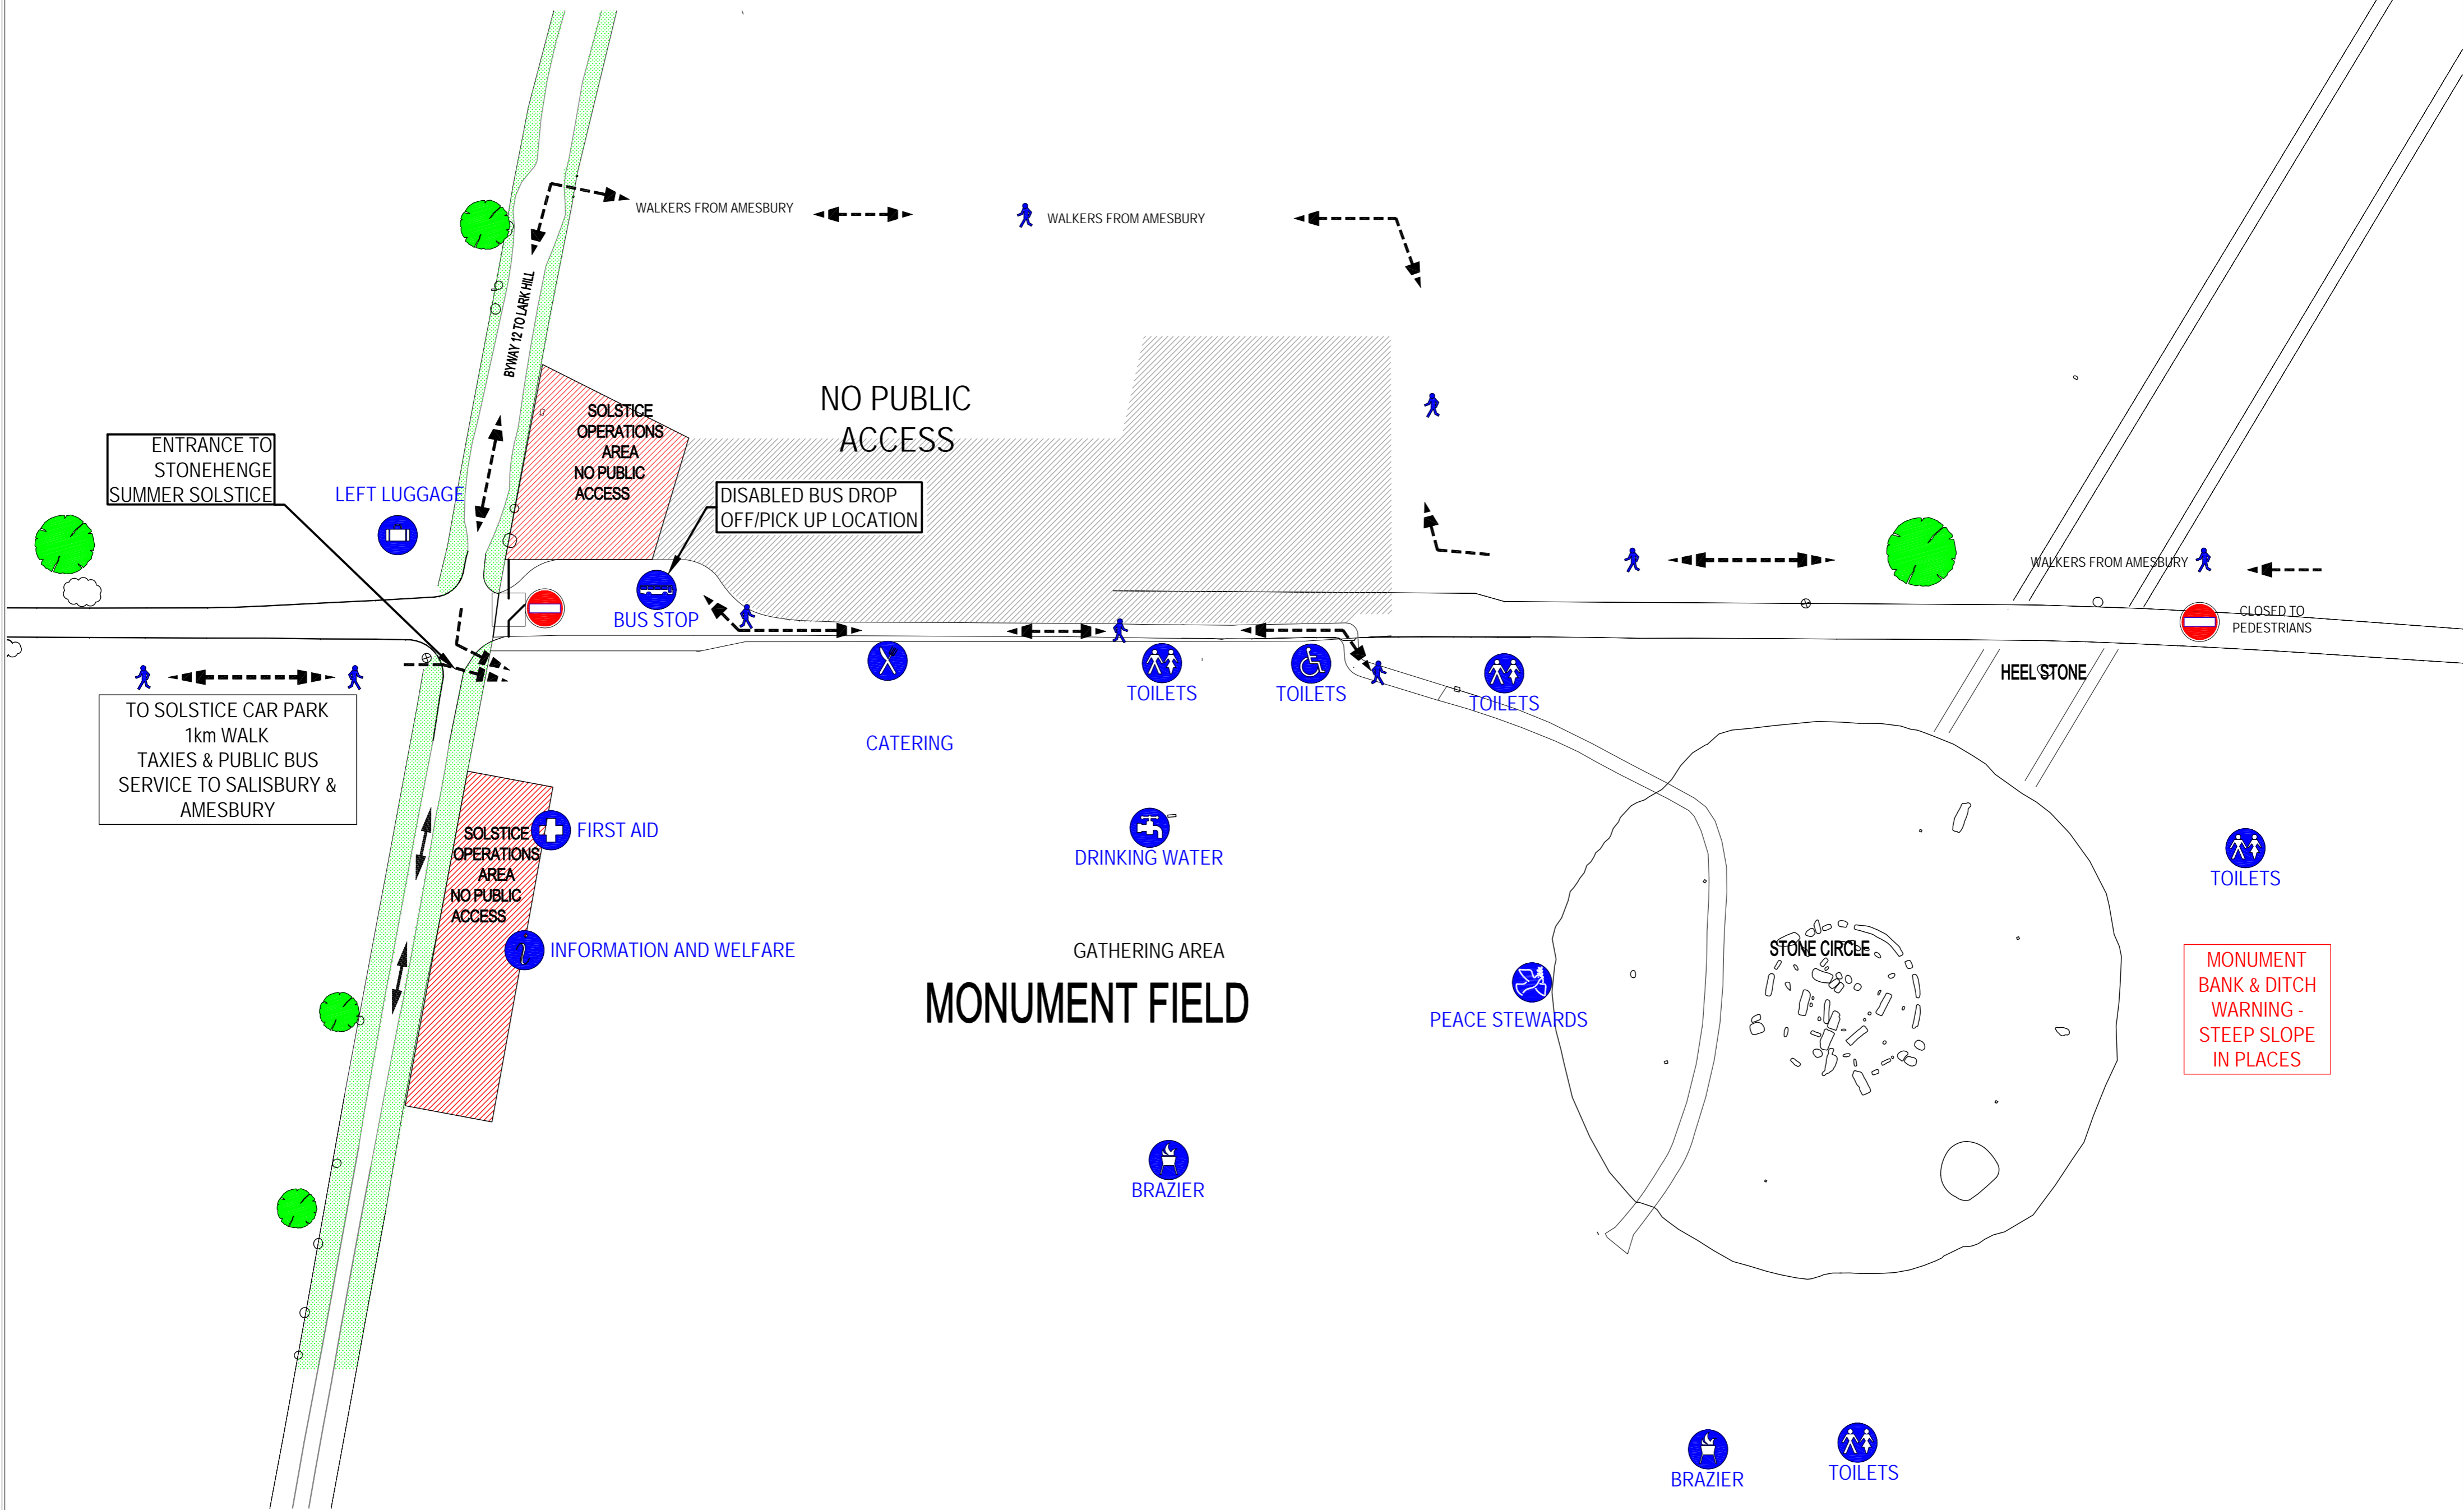 WALKERS FROM AMESBURY
WALKERS FROM AMESBURY
BYWAY 12 TO LARK HILL
NO PUBLIC
ACCESS
SOLSTICE
OPERATIONS
AREA
NO PUBLIC
ACCESS
ENTRANCE TO
STONEHENGE
SUMMER SOLSTICE
LEFT LUGGAGE
DISABLED BUS DROP
OFF/PICK UP LOCATION
BUS STOP
WALKERS FROM AMESBURY
CLOSED TO
PEDESTRIANS
HEEL STONE
TOILETS
TOILETS
TOILETS
TO SOLSTICE CAR PARK
1km WALK
TAXIES & PUBLIC BUS
SERVICE TO SALISBURY &
AMESBURY
CATERING
SOLSTICE
OPERATIONS
AREA
NO PUBLIC
ACCESS
FIRST AID
DRINKING WATER
TOILETS
INFORMATION AND WELFARE
GATHERING AREA
MONUMENT FIELD
STONE CIRCLE
PEACE STEWARDS
MONUMENT
BANK & DITCH
WARNING -
STEEP SLOPE
IN PLACES
BRAZIER
BRAZIER
TOILETS